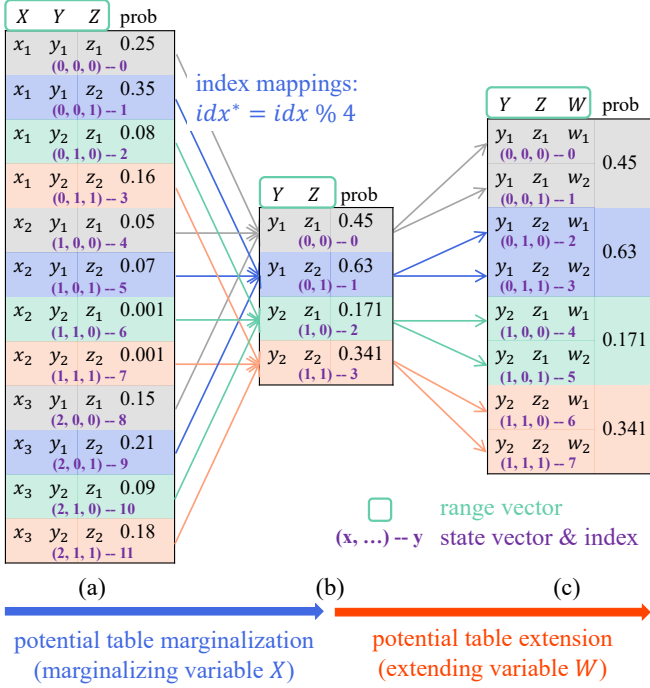 X Y Z prob
x₁ y₁ z₁ 0.25
(0, 0, 0) -- 0
x₁ y₁ z₂ 0.35
(0, 0, 1) -- 1
x₁ y₂ z₁ 0.08
(0, 1, 0) -- 2
x₁ y₂ z₂ 0.16
(0, 1, 1) -- 3
x₂ y₁ z₁ 0.05
(1, 0, 0) -- 4
x₂ y₁ z₂ 0.07
(1, 0, 1) -- 5
x₂ y₂ z₁ 0.001
(1, 1, 0) -- 6
x₂ y₂ z₂ 0.001
(1, 1, 1) -- 7
x₃ y₁ z₁ 0.15
(2, 0, 0) -- 8
x₃ y₁ z₂ 0.21
(2, 0, 1) -- 9
x₃ y₂ z₁ 0.09
(2, 1, 0) -- 10
x₃ y₂ z₂ 0.18
(2, 1, 1) -- 11
index mappings:
idx* = idx % 4
Y Z prob
y₁ z₁ 0.45
(0, 0) -- 0
y₁ z₂ 0.63
(0, 1) -- 1
y₂ z₁ 0.171
(1, 0) -- 2
y₂ z₂ 0.341
(1, 1) -- 3
Y Z W prob
y₁ z₁ w₁
(0, 0, 0) -- 0
0.45
y₁ z₁ w₂
(0, 0, 1) -- 1
y₁ z₂ w₁
(0, 1, 0) -- 2
0.63
y₁ z₂ w₂
(0, 1, 1) -- 3
y₂ z₁ w₁
(1, 0, 0) -- 4
0.171
y₂ z₁ w₂
(1, 0, 1) -- 5
y₂ z₂ w₁
(1, 1, 0) -- 6
0.341
y₂ z₂ w₂
(1, 1, 1) -- 7
range vector
(x, …) -- y state vector & index
(a) (b) (c)
potential table marginalization
(marginalizing variable X)
potential table extension
(extending variable W)